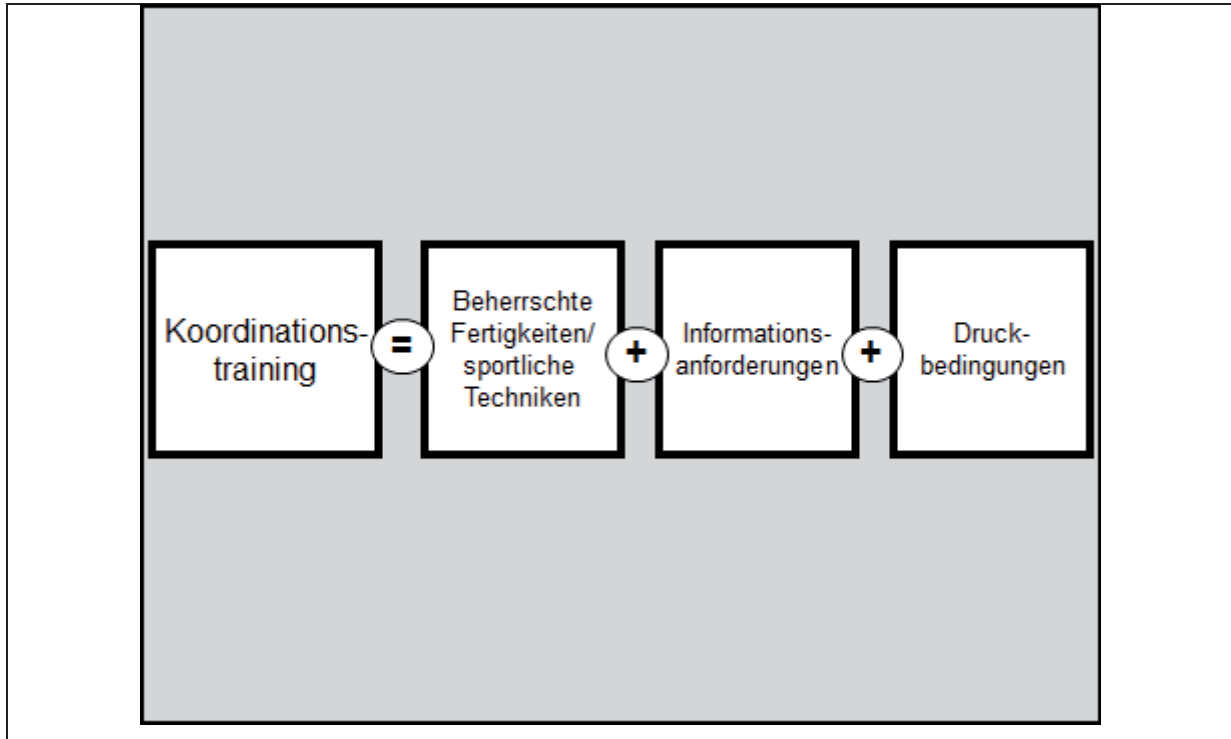 Koordinations-
training
=
Beherrschte
Fertigkeiten/
sportliche
Techniken
+
Informations-
anforderungen
+
Druck-
bedingungen